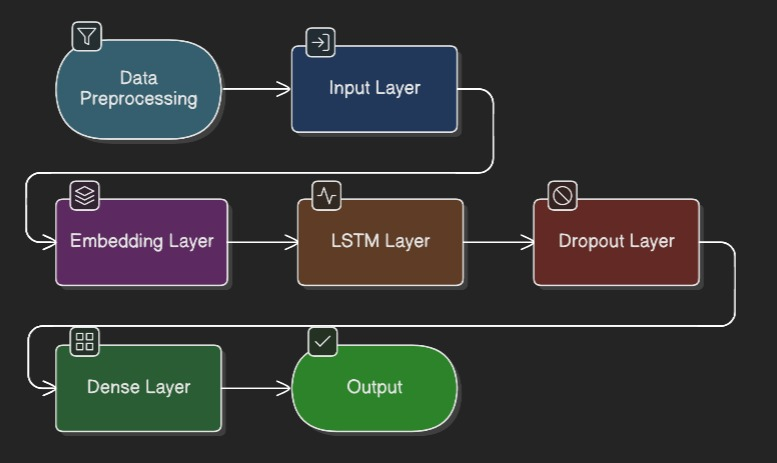 Data
Preprocessing
Input Layer
Embedding Layer
LSTM Layer
Dropout Layer
Dense Layer
Output